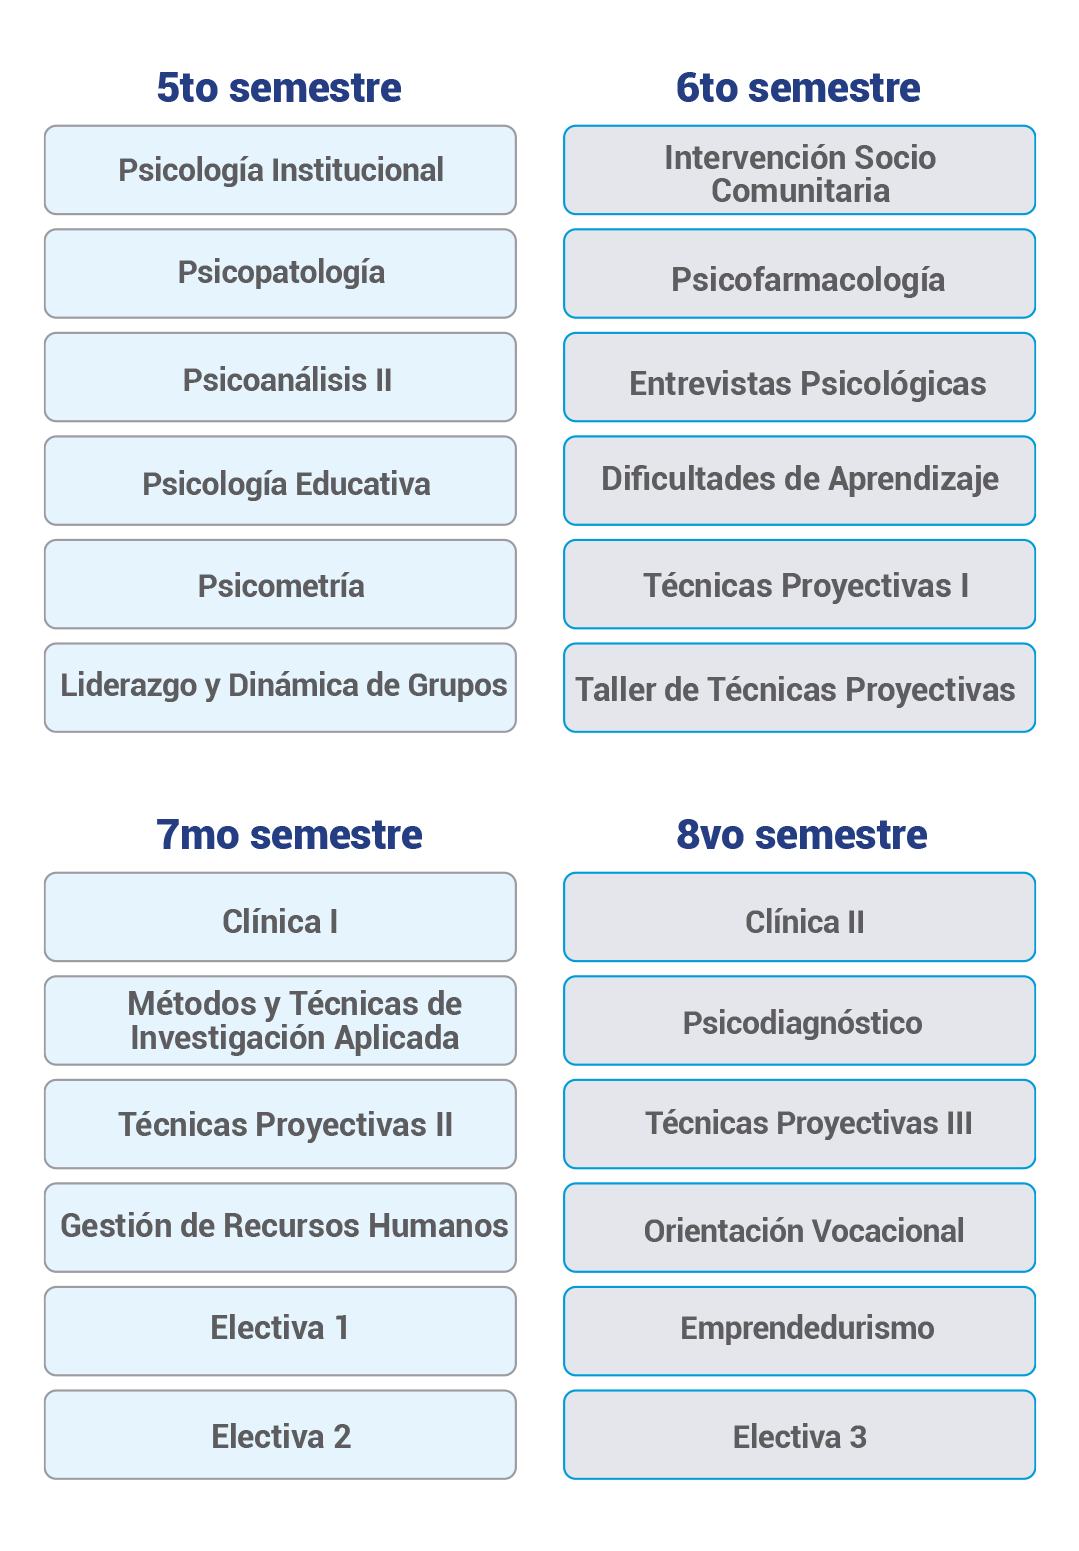 5to semestre
Psicología Institucional
Psicopatología
Psicoanálisis II
Psicología Educativa
Psicometría
Liderazgo y Dinámica de Grupos
6to semestre
Intervención Socio
Comunitaria
Psicofarmacología
Entrevistas Psicológicas
Dificultades de Aprendizaje
Técnicas Proyectivas I
Taller de Técnicas Proyectivas
7mo semestre
Clínica I
Métodos y Técnicas de
Investigación Aplicada
Técnicas Proyectivas II
Gestión de Recursos Humanos
Electiva 1
Electiva 2
8vo semestre
Clínica II
Psicodiagnóstico
Técnicas Proyectivas III
Orientación Vocacional
Emprendedurismo
Electiva 3